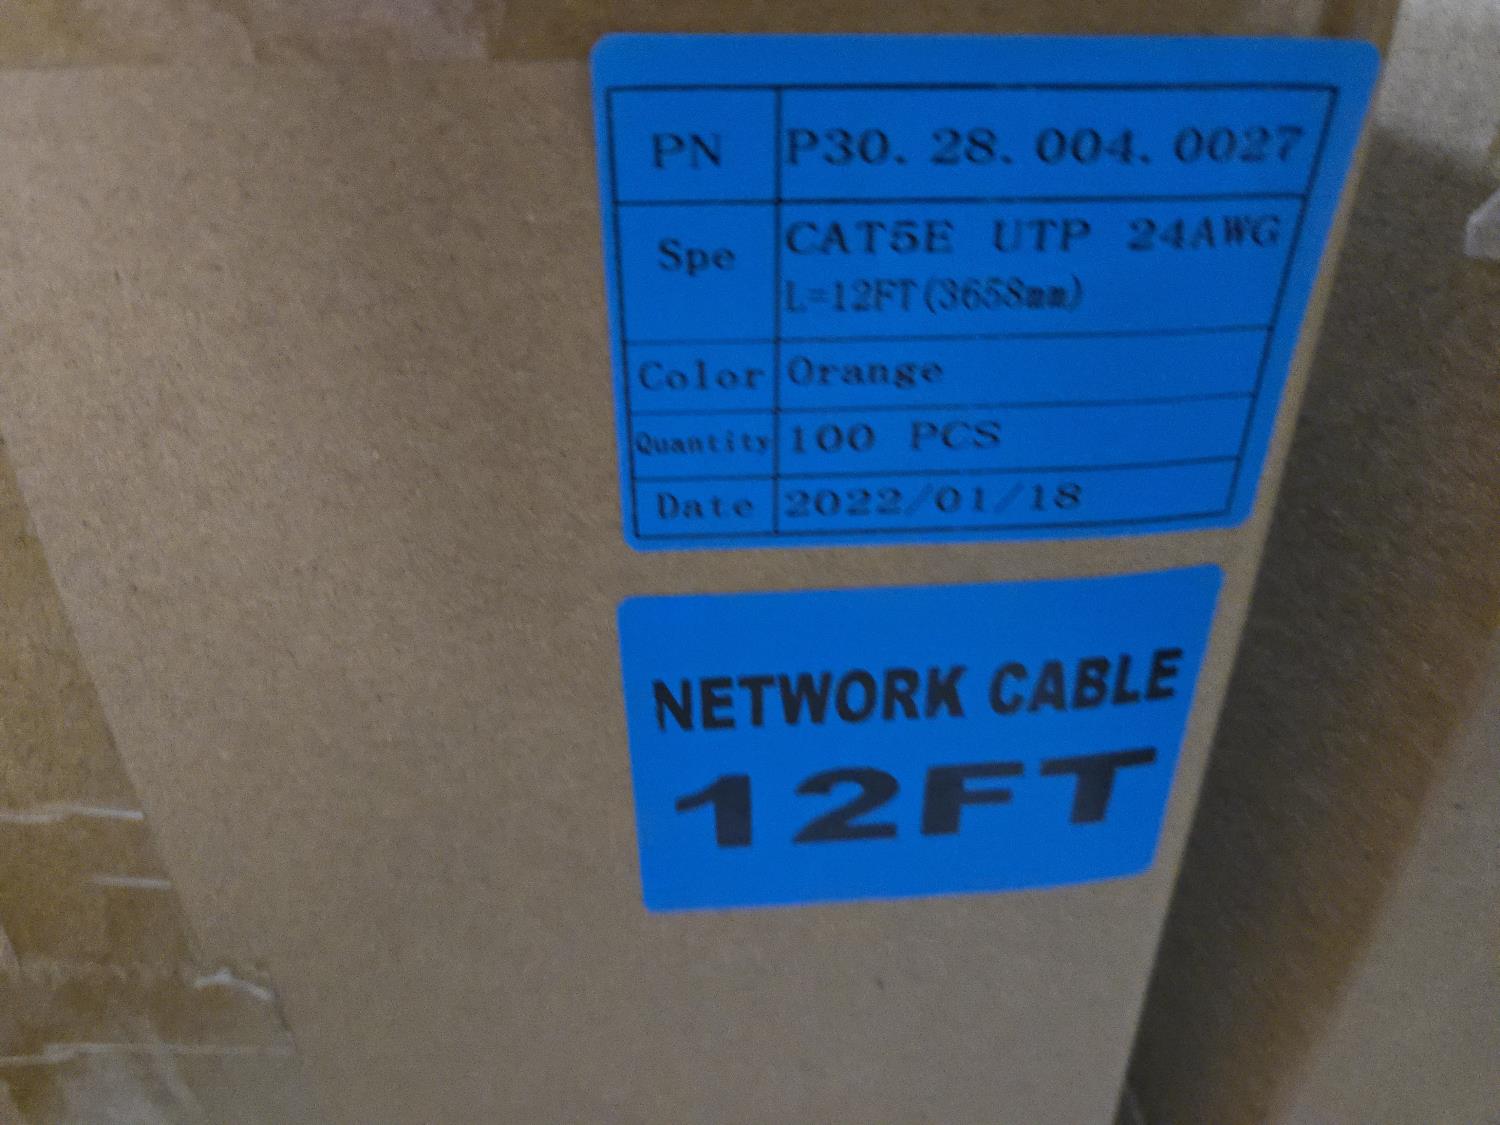 PN P30. 28. 004. 0027
Spe CAT5E UTP 24AWG
L=12FT(3658mm)
Color Orange
Quantity 100 PCS
Date 2022/01/18
NETWORK CABLE
12FT